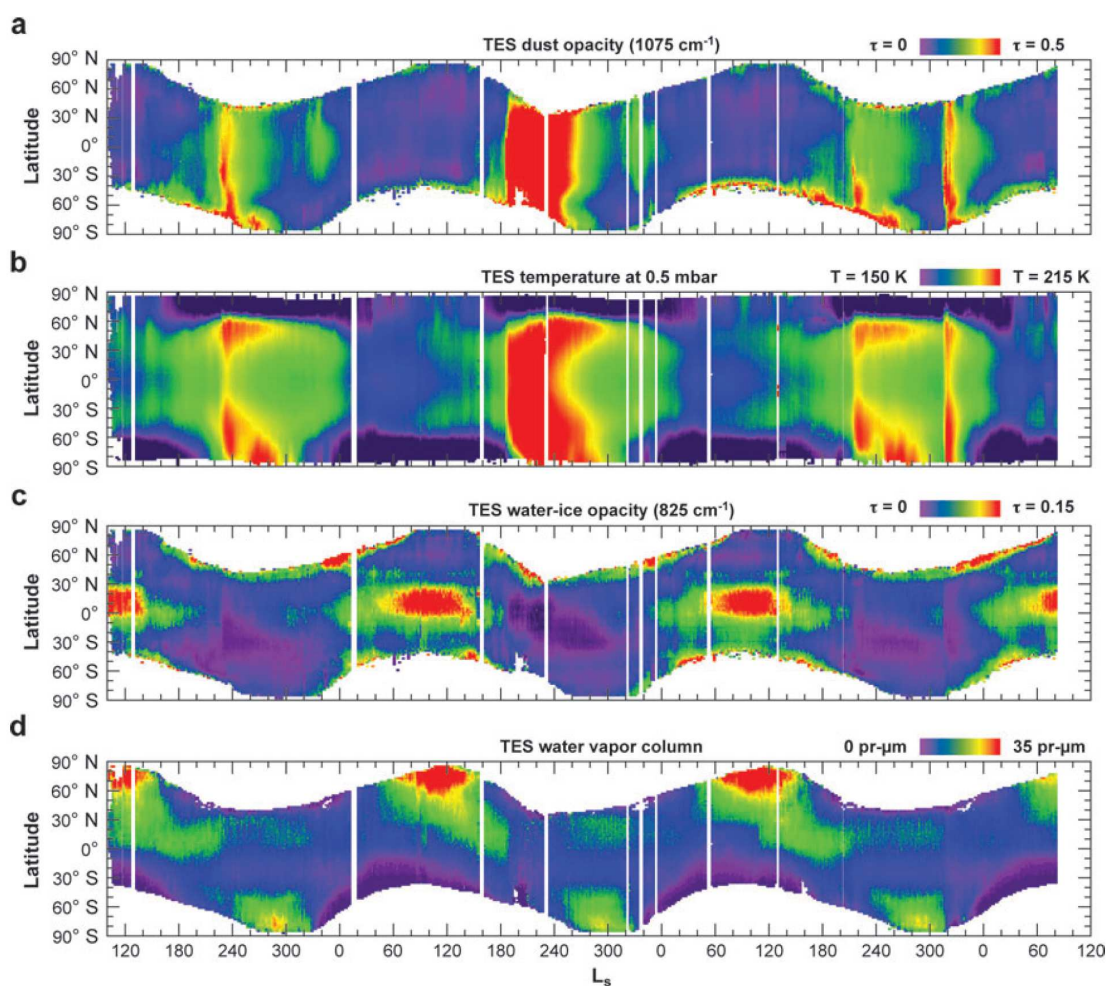 a
TES dust opacity (1075 cm⁻¹) τ = 0 τ = 0.5
90° N
60° N
30° N
0°
30° S
60° S
90° S
Latitude
b
TES temperature at 0.5 mbar T = 150 K T = 215 K
90° N
60° N
30° N
0°
30° S
60° S
90° S
Latitude
c
TES water-ice opacity (825 cm⁻¹) τ = 0 τ = 0.15
90° N
60° N
30° N
0°
30° S
60° S
90° S
Latitude
d
TES water vapor column 0 pr-μm 35 pr-μm
90° N
60° N
30° N
0°
30° S
60° S
90° S
Latitude
120 180 240 300 0 60 120 180 240 300 0 60 120 180 240 300 0 60 120
Lₛ